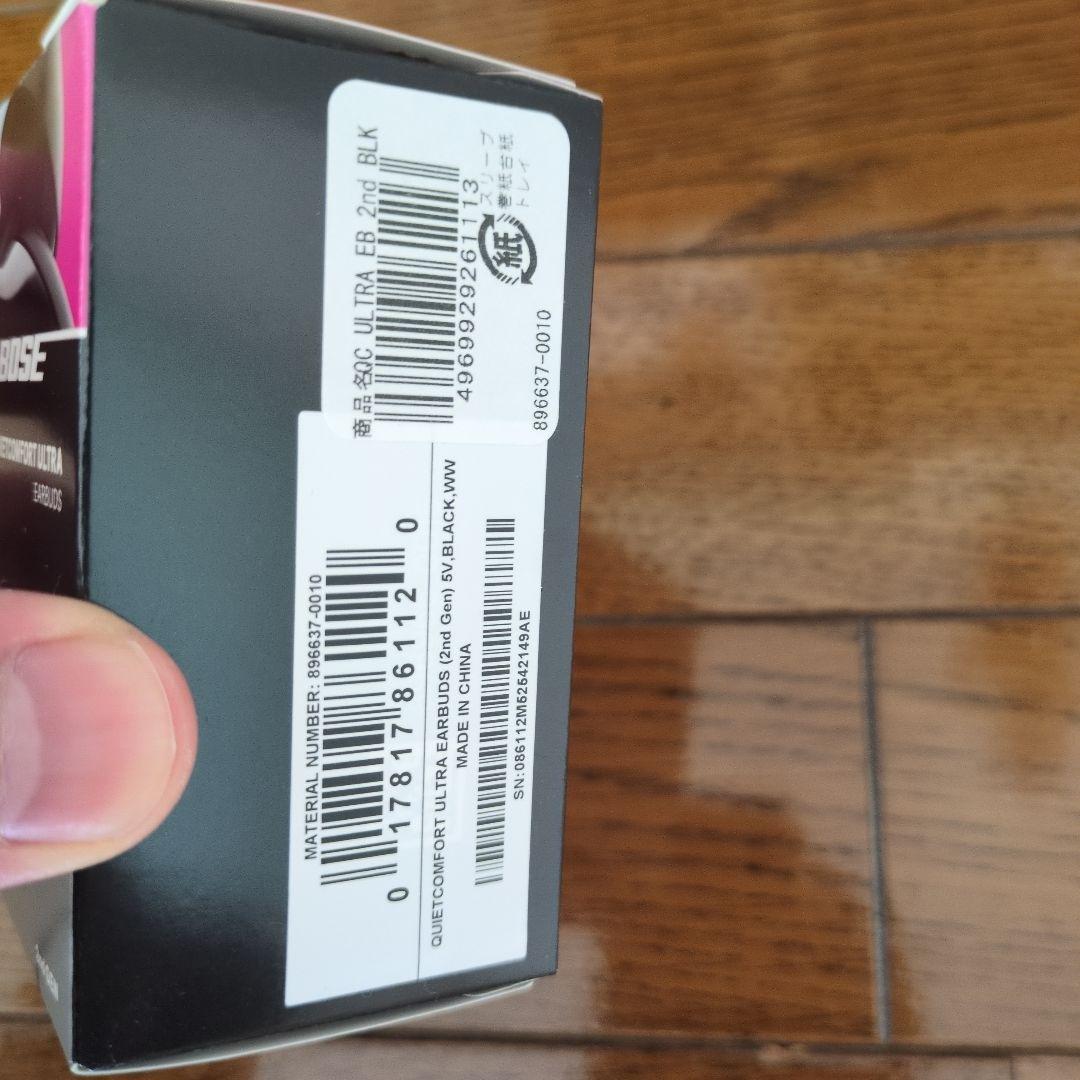 商品名QC ULTRA EB 2nd BLK
4969929261113
紙
スリーブ
巻紙台紙
トレイ
896637-0010
MATERIAL NUMBER: 896637-0010
0 17817 86112 0
QUIETCOMFORT ULTRA EARBUDS (2nd Gen) 5V,BLACK,WW
MADE IN CHINA
SN:086112M52542149AE
BOSE
ULTRA
EARBUDS